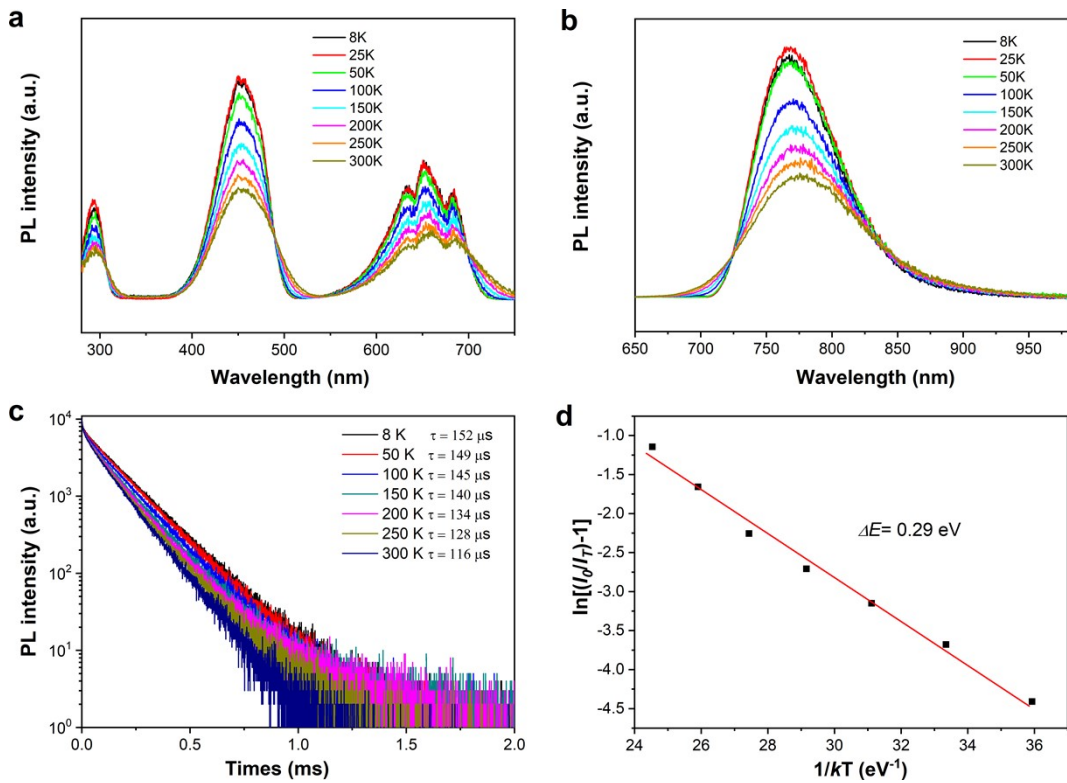 a
PL intensity (a.u.)
8K
25K
50K
100K
150K
200K
250K
300K
300 400 500 600 700
Wavelength (nm)
b
PL intensity (a.u.)
8K
25K
50K
100K
150K
200K
250K
300K
650 700 750 800 850 900 950
Wavelength (nm)
c
PL intensity (a.u.)
10⁴
10³
10²
10¹
10⁰
8 K τ = 152 μs
50 K τ = 149 μs
100 K τ = 145 μs
150 K τ = 140 μs
200 K τ = 134 μs
250 K τ = 128 μs
300 K τ = 116 μs
0.0 0.5 1.0 1.5 2.0
Times (ms)
d
ln[(I₀/I_T)-1]
-1.0
-1.5
-2.0
-2.5
-3.0
-3.5
-4.0
-4.5
ΔE= 0.29 eV
24 26 28 30 32 34 36
1/kT (eV⁻¹)